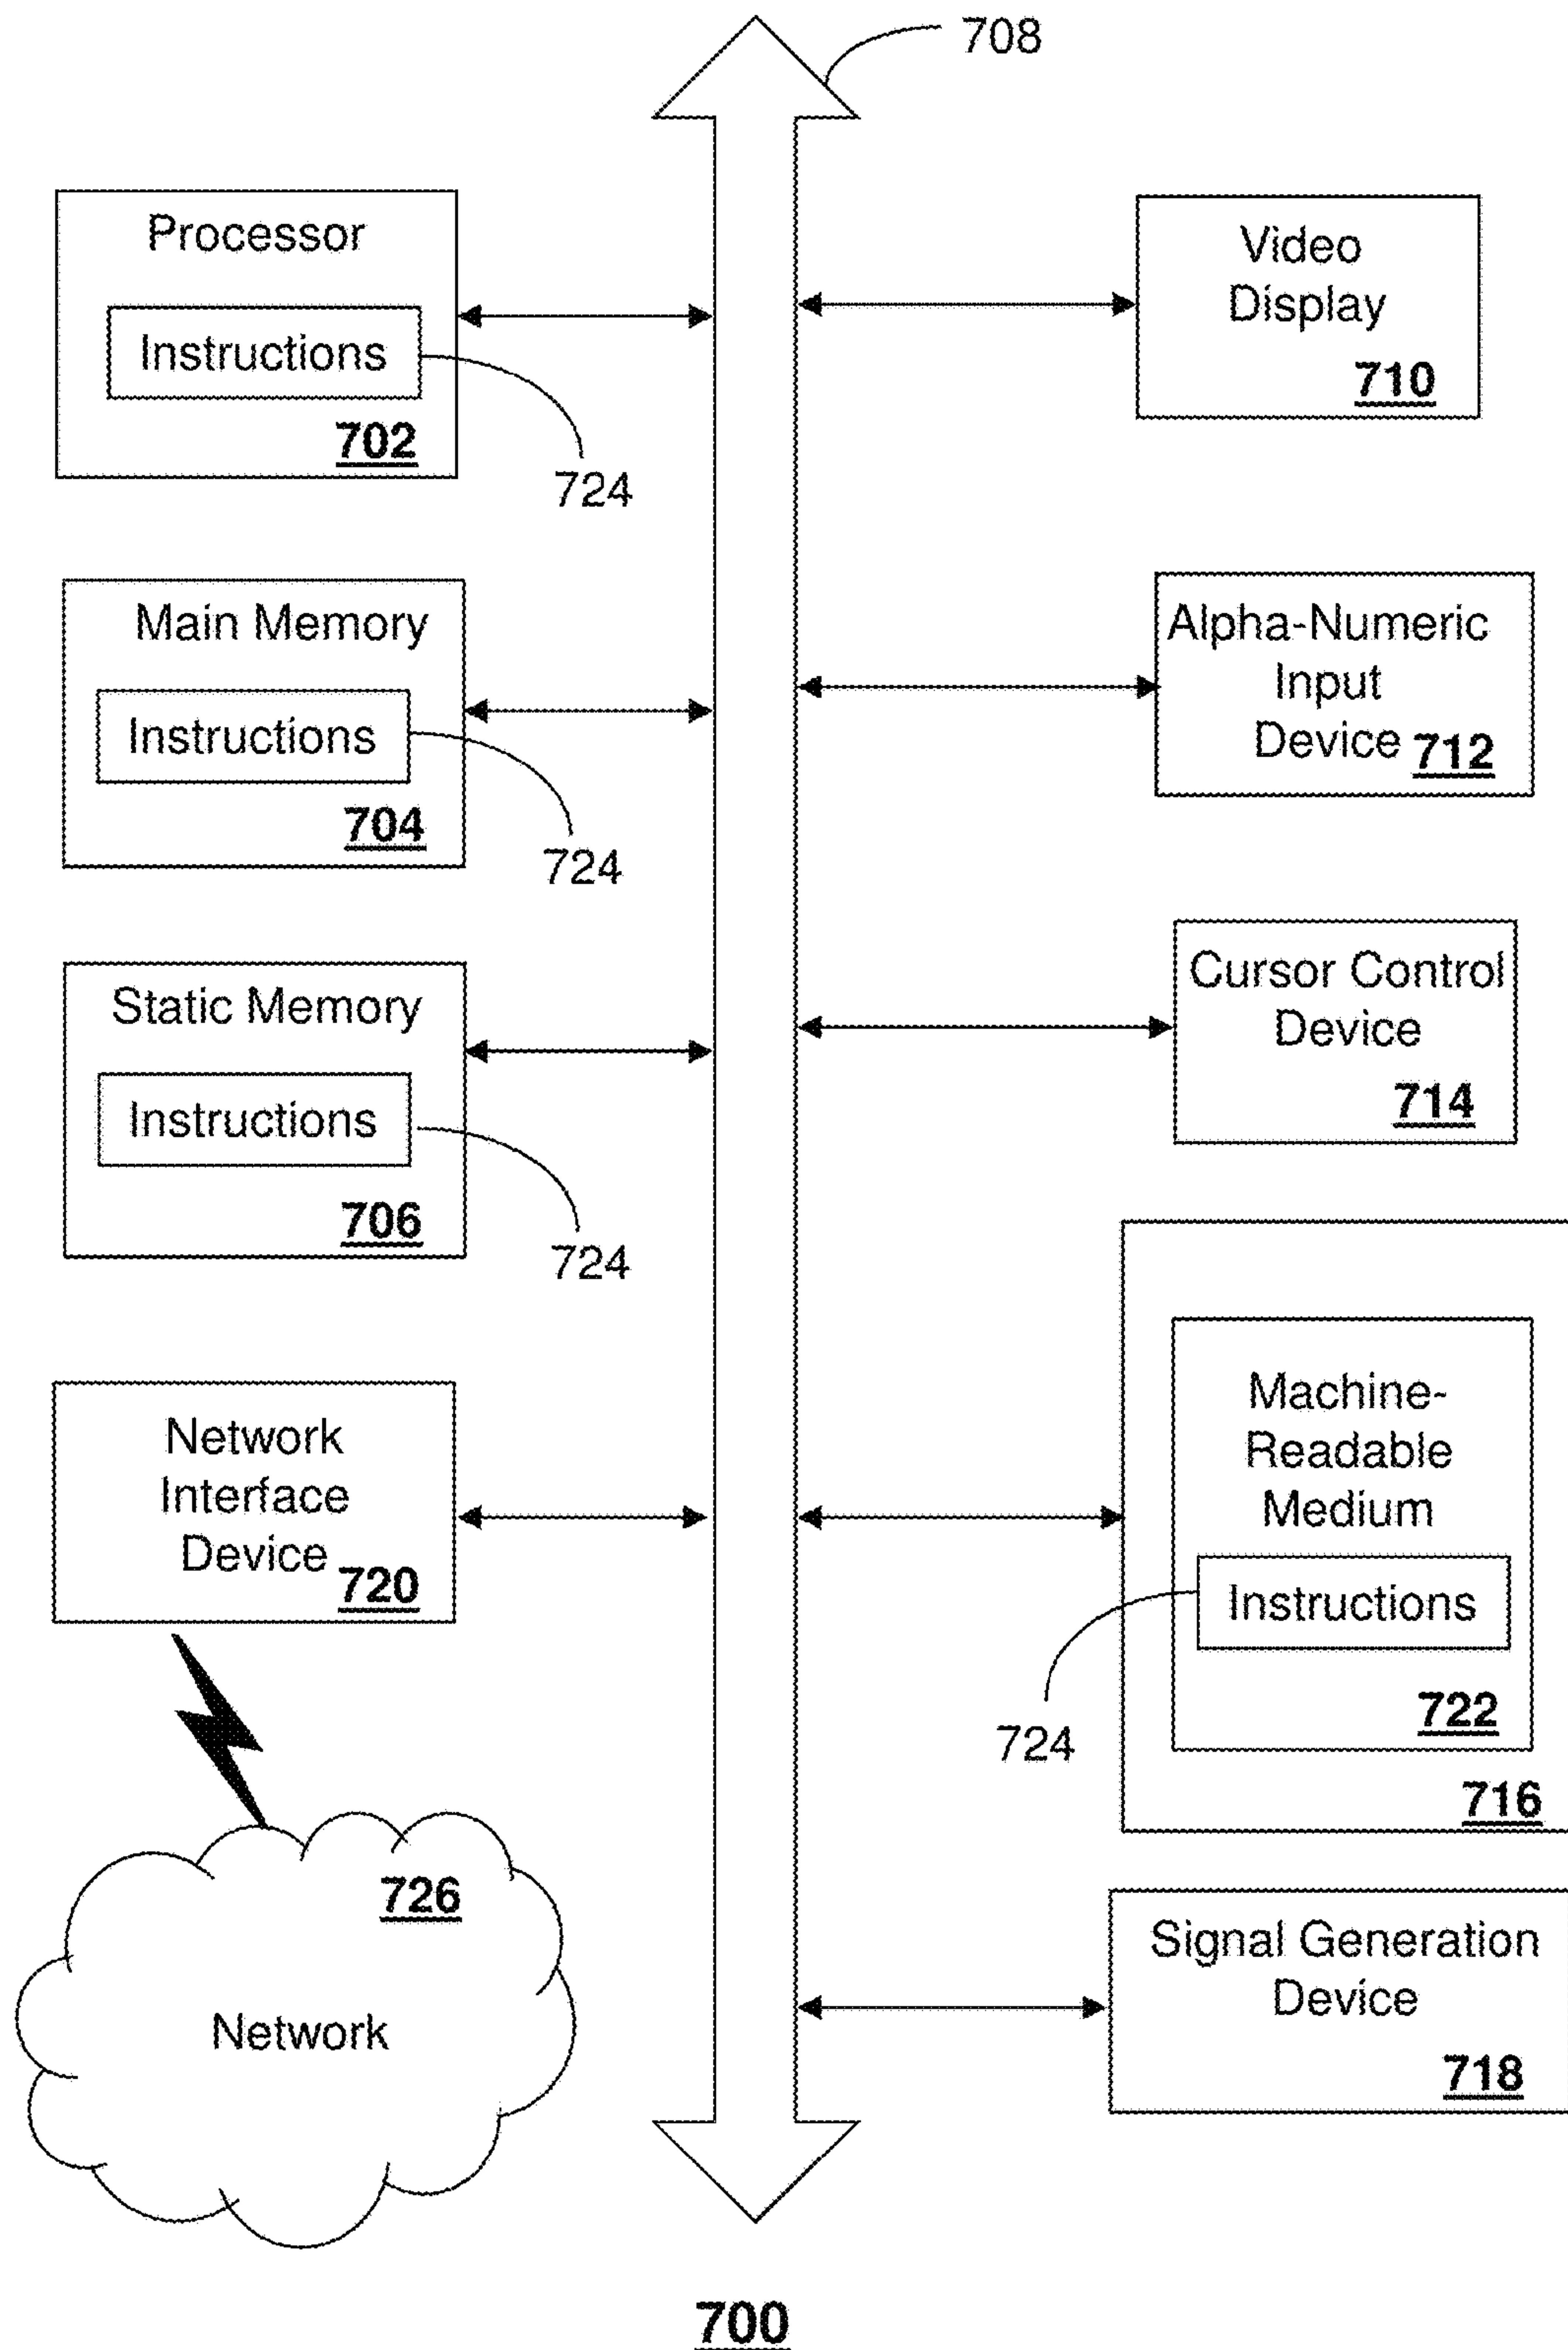 708
Processor
Instructions
702
724
Main Memory
Instructions
704
724
Static Memory
Instructions
706
724
Network
Interface
Device
720
726
Network
Video
Display
710
Alpha-Numeric
Input
Device
712
Cursor Control
Device
714
Machine-
Readable
Medium
Instructions
724
722
716
Signal Generation
Device
718
700